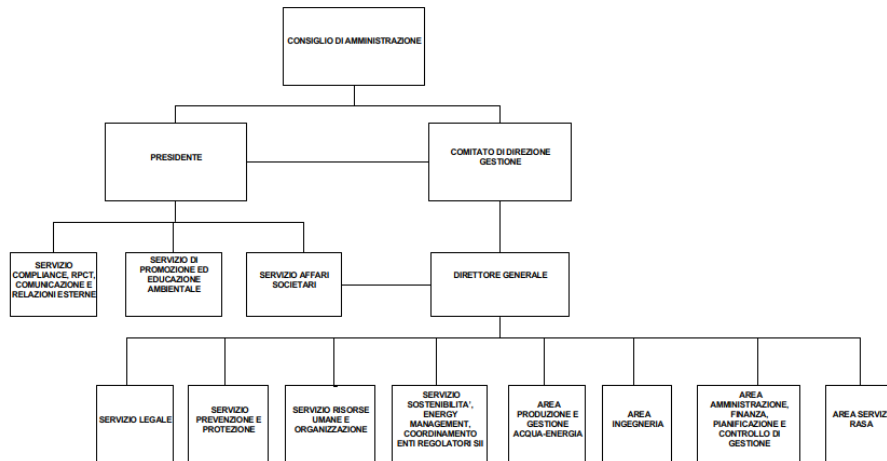 CONSIGLIO DI AMMINISTRAZIONE
PRESIDENTE
COMITATO DI DIREZIONE
GESTIONE
SERVIZIO
COMPLIANCE, RPCT,
COMUNICAZIONE E
RELAZIONI ESTERNE
SERVIZIO DI
PROMOZIONE ED
EDUCAZIONE
AMBIENTALE
SERVIZIO AFFARI
SOCIETARI
DIRETTORE GENERALE
SERVIZIO LEGALE
SERVIZIO
PREVENZIONE E
PROTEZIONE
SERVIZIO RISORSE
UMANE E
ORGANIZZAZIONE
SERVIZIO
SOSTENIBILITA',
ENERGY
MANAGEMENT,
COORDINAMENTO
ENTI REGOLATORI SII
AREA
PRODUZIONE E
GESTIONE
ACQUA-ENERGIA
AREA
INGEGNERIA
AREA
AMMINISTRAZIONE,
FINANZA,
PIANIFICAZIONE E
CONTROLLO DI
GESTIONE
AREA SERVIZ
RASA